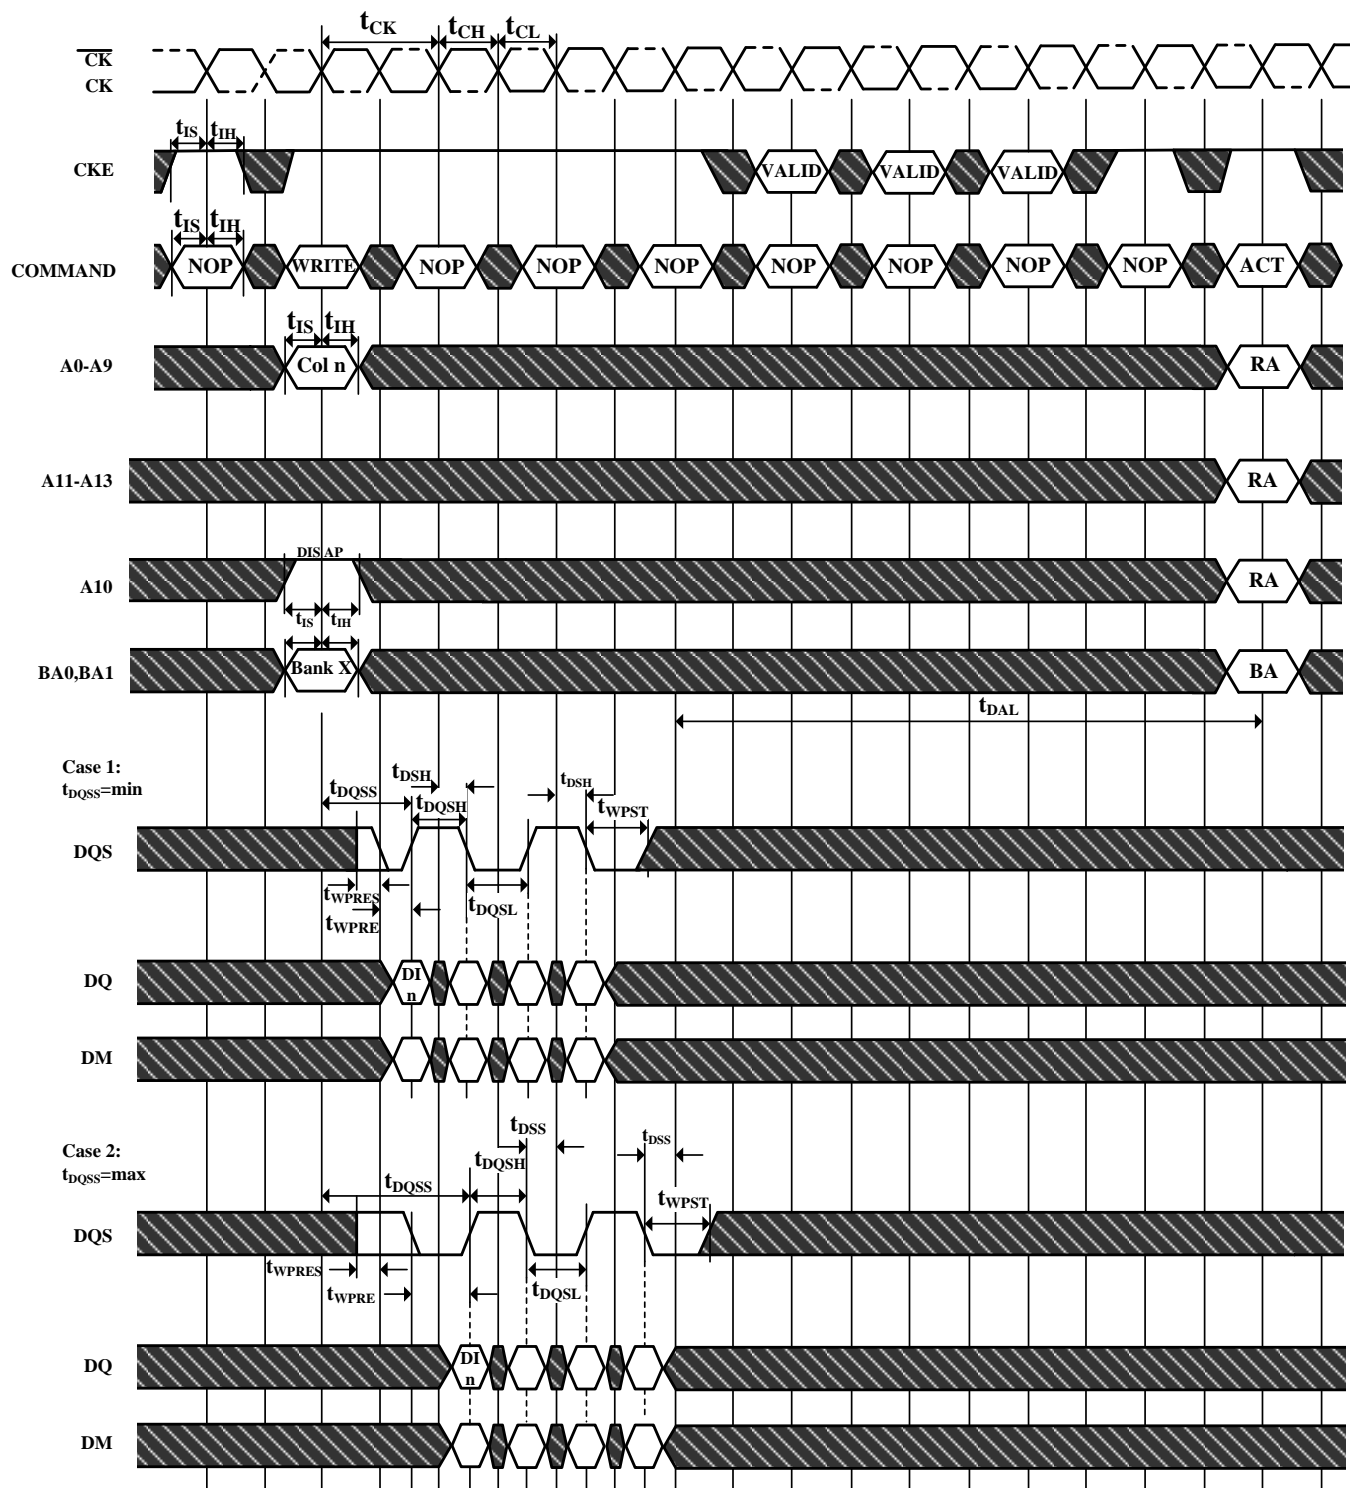 tCK tCH tCL
CK
CK
tIS tIH
CKE VALID VALID VALID
tIS tIH
COMMAND NOP WRITE NOP NOP NOP NOP NOP NOP NOP ACT
tIS tIH
A0-A9 Col n RA
A11-A13 RA
DIS AP
A10 RA
tIS tIH
BA0,BA1 Bank X BA
tDAL
Case 1:
tDQSS=min
tDSH tDSH
tDQSS tDQSH tWPST
DQS
tWPRES
tDQSL
tWPRE
DQ DI
n
DM
Case 2:
tDQSS=max
tDSS tDSS
tDQSH
tDQSS tWPST
DQS
tWPRES
tWPRE tDQSL
DQ DI
n
DM